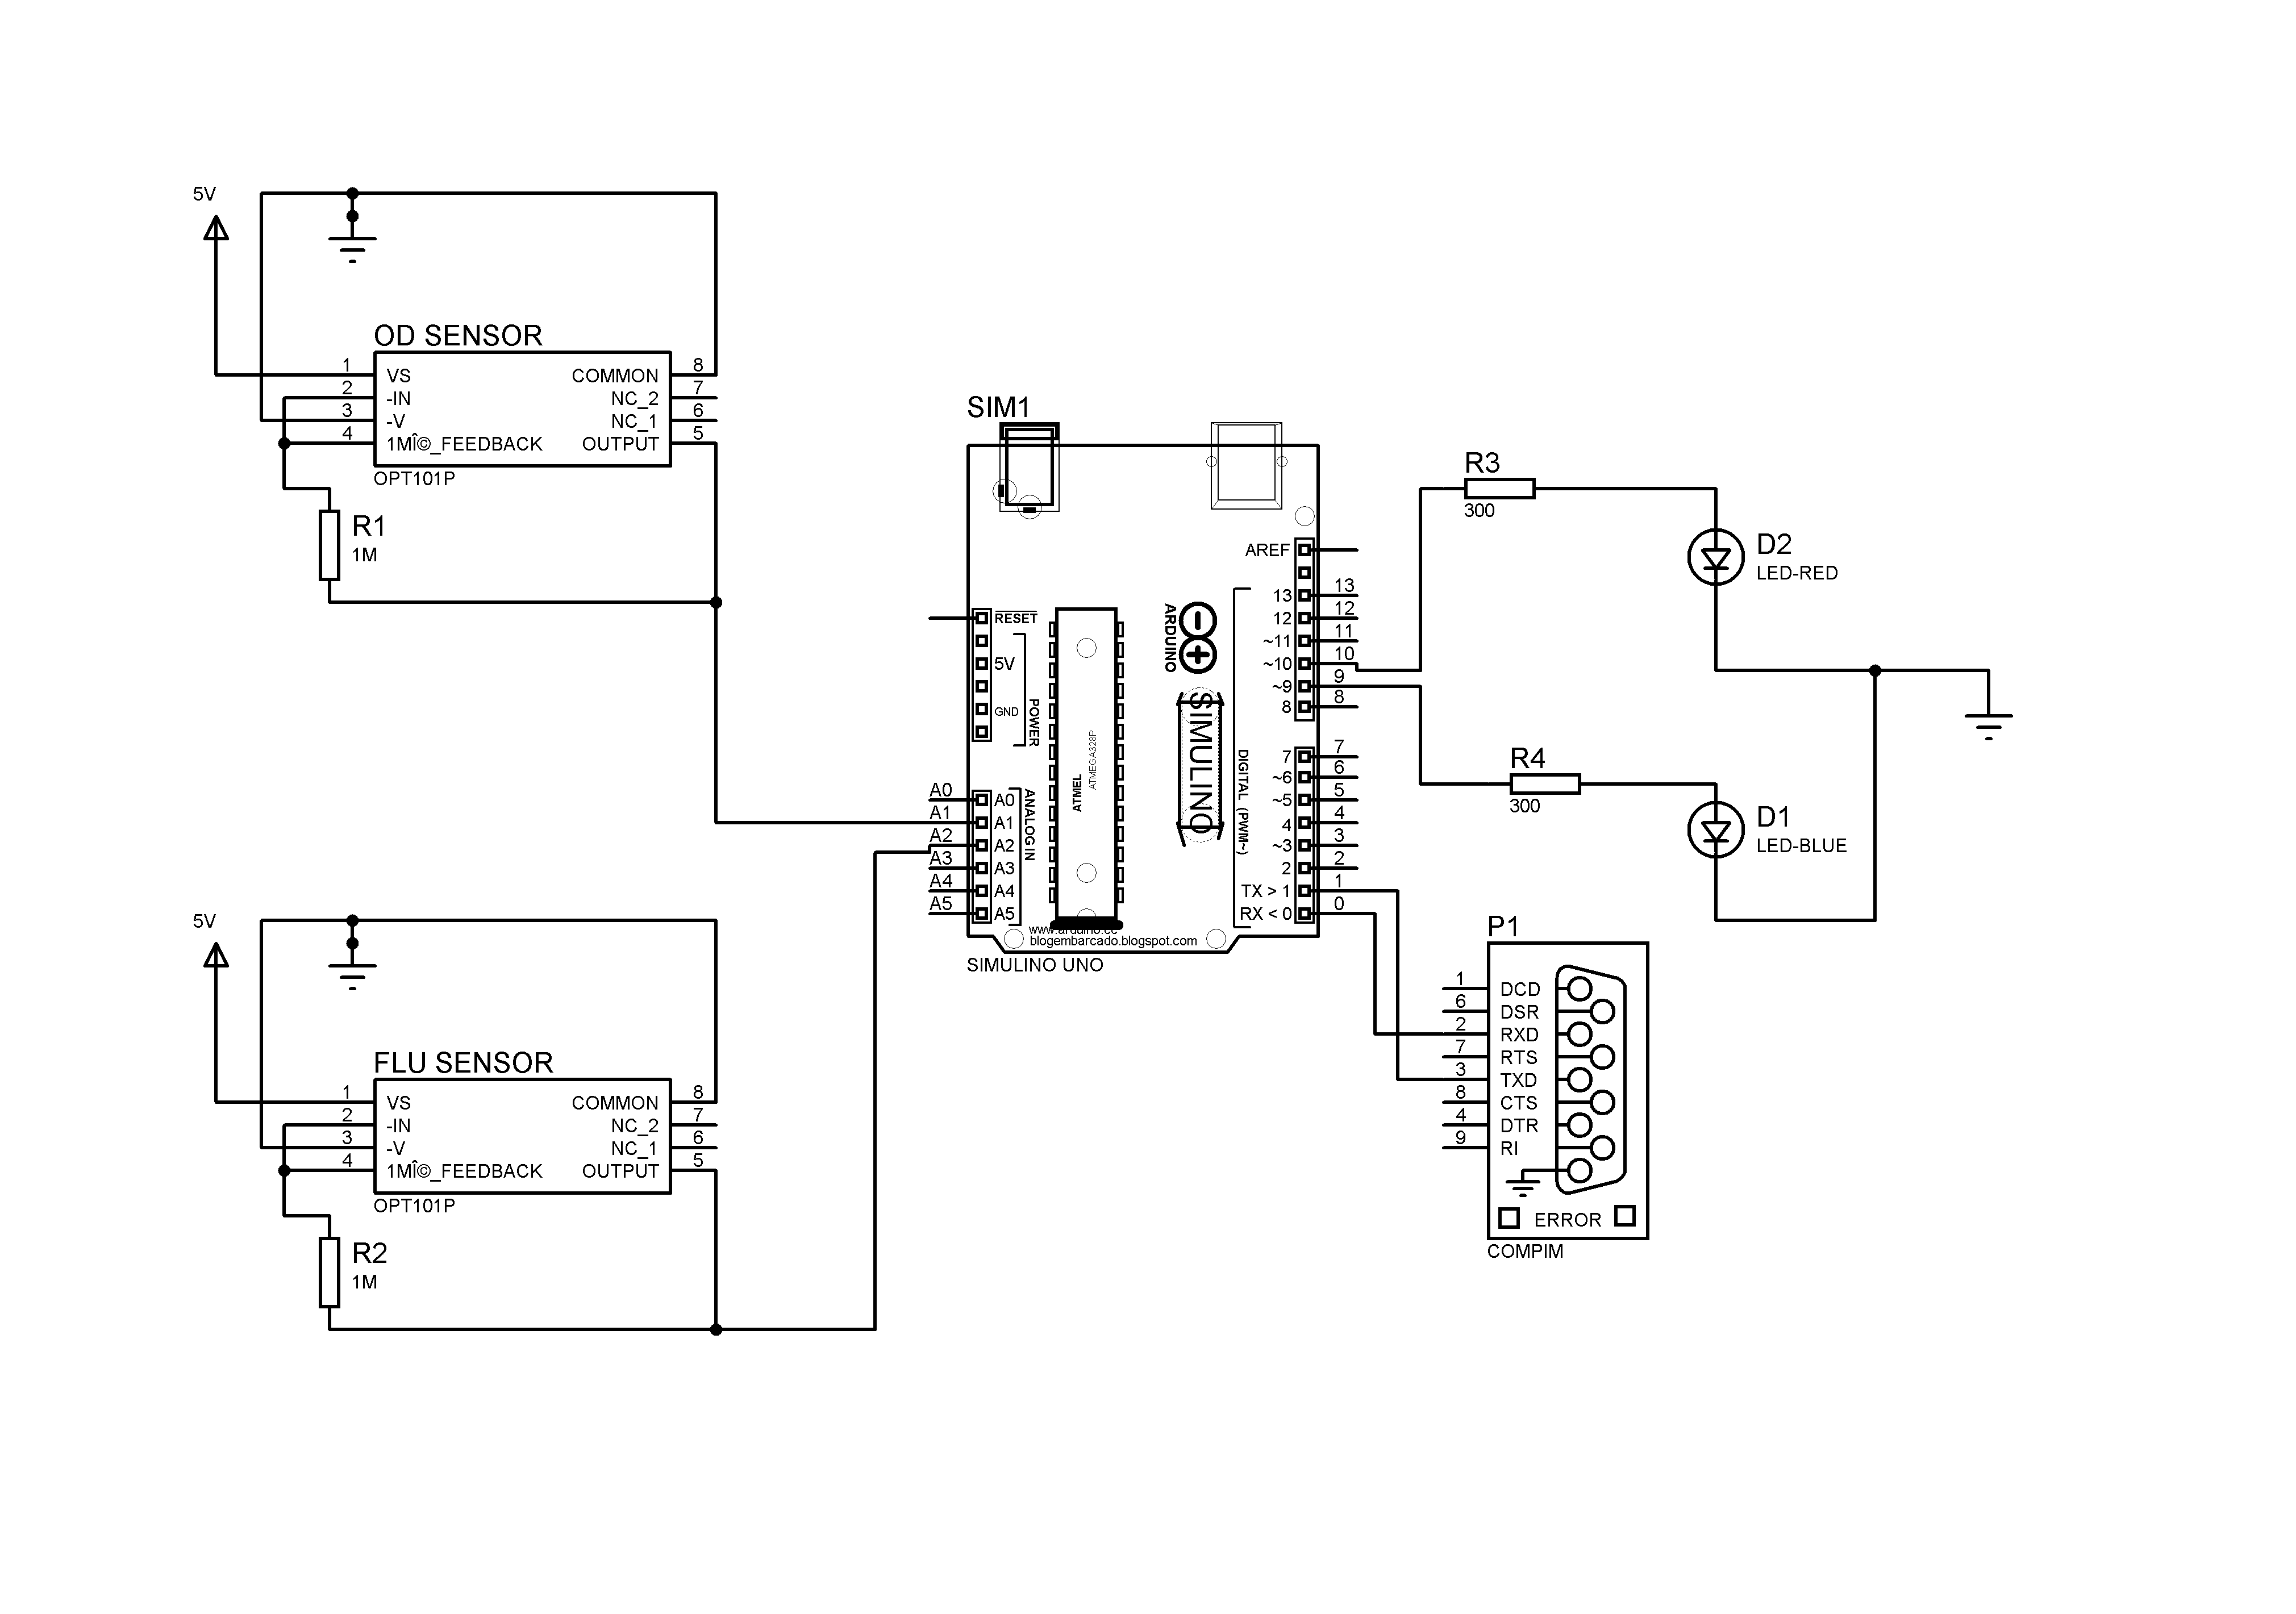 5V
OD SENSOR
1 VS COMMON 8
2 -IN NC_2 7
3 -V NC_1 6
4 1MÎ©_FEEDBACK OUTPUT 5
OPT101P
R1
1M
5V
FLU SENSOR
1 VS COMMON 8
2 -IN NC_2 7
3 -V NC_1 6
4 1MÎ©_FEEDBACK OUTPUT 5
OPT101P
R2
1M
SIM1
RESET
5V
GND
POWER
A0 A0
A1 A1
A2 A2
A3 A3
A4 A4
A5 A5
ANALOG IN
ATMEL
ATMEGA328P
ARDUINO
SIMULINO
DIGITAL (PWM~)
AREF
13 13
12 12
~11 11
~10 10
~9 9
8 8
7 7
~6 6
~5 5
4 4
~3 3
2 2
TX > 1 1
RX < 0 0
www.arduino.cc
blogembarcado.blogspot.com
SIMULINO UNO
R3
300
D2
LED-RED
R4
300
D1
LED-BLUE
P1
1 DCD
6 DSR
2 RXD
7 RTS
3 TXD
8 CTS
4 DTR
9 RI
ERROR
COMPIM